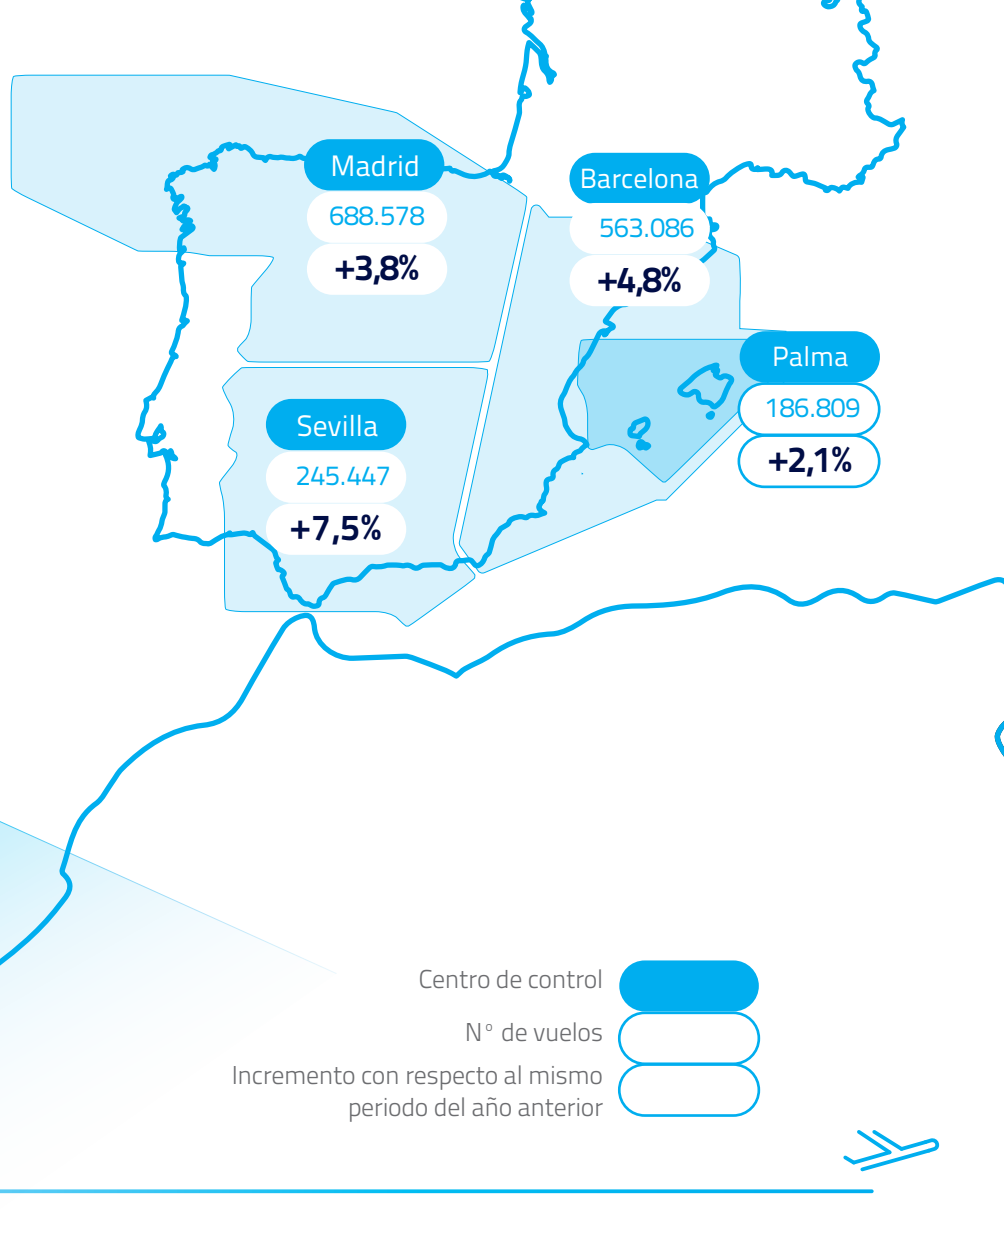 Madrid
688.578
+3,8%
Barcelona
563.086
+4,8%
Palma
186.809
+2,1%
Sevilla
245.447
+7,5%
Centro de control
N° de vuelos
Incremento con respecto al mismo
periodo del año anterior